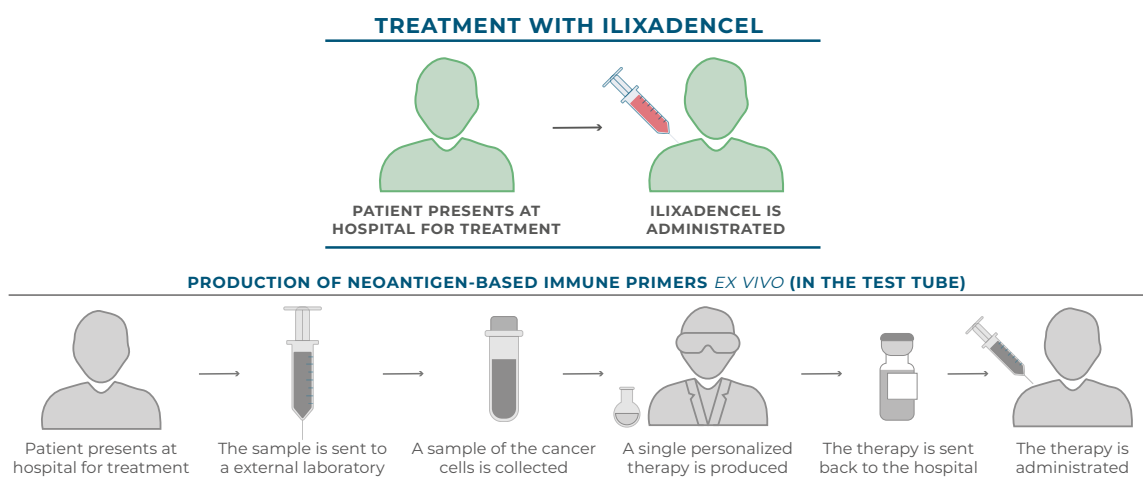 TREATMENT WITH ILIXADENCEL
PATIENT PRESENTS AT
HOSPITAL FOR TREATMENT
ILIXADENCEL IS
ADMINISTRATED
PRODUCTION OF NEOANTIGEN-BASED IMMUNE PRIMERS EX VIVO (IN THE TEST TUBE)
Patient presents at
hospital for treatment
The sample is sent to
a external laboratory
A sample of the cancer
cells is collected
A single personalized
therapy is produced
The therapy is sent
back to the hospital
The therapy is
administrated